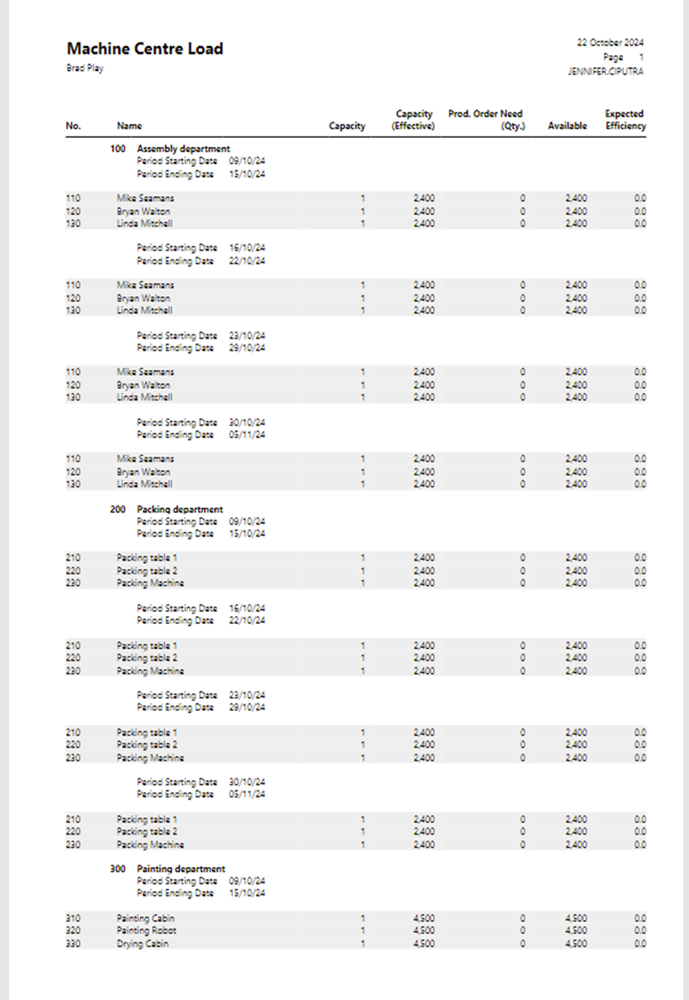 Machine Centre Load
Brad Play
22 October 2024
Page 1
JENNIFER.CIPUTRA
No. Name Capacity Capacity (Effective) Prod. Order Need (Qty.) Available Expected Efficiency
100 Assembly department
Period Starting Date 09/10/24
Period Ending Date 15/10/24
110 Mike Seamans 1 2,400 0 2,400 0.0
120 Bryan Walton 1 2,400 0 2,400 0.0
130 Linda Mitchell 1 2,400 0 2,400 0.0
Period Starting Date 16/10/24
Period Ending Date 22/10/24
110 Mike Seamans 1 2,400 0 2,400 0.0
120 Bryan Walton 1 2,400 0 2,400 0.0
130 Linda Mitchell 1 2,400 0 2,400 0.0
Period Starting Date 23/10/24
Period Ending Date 29/10/24
110 Mike Seamans 1 2,400 0 2,400 0.0
120 Bryan Walton 1 2,400 0 2,400 0.0
130 Linda Mitchell 1 2,400 0 2,400 0.0
Period Starting Date 30/10/24
Period Ending Date 05/11/24
110 Mike Seamans 1 2,400 0 2,400 0.0
120 Bryan Walton 1 2,400 0 2,400 0.0
130 Linda Mitchell 1 2,400 0 2,400 0.0
200 Packing department
Period Starting Date 09/10/24
Period Ending Date 15/10/24
210 Packing table 1 1 2,400 0 2,400 0.0
220 Packing table 2 1 2,400 0 2,400 0.0
230 Packing Machine 1 2,400 0 2,400 0.0
Period Starting Date 16/10/24
Period Ending Date 22/10/24
210 Packing table 1 1 2,400 0 2,400 0.0
220 Packing table 2 1 2,400 0 2,400 0.0
230 Packing Machine 1 2,400 0 2,400 0.0
Period Starting Date 23/10/24
Period Ending Date 29/10/24
210 Packing table 1 1 2,400 0 2,400 0.0
220 Packing table 2 1 2,400 0 2,400 0.0
230 Packing Machine 1 2,400 0 2,400 0.0
Period Starting Date 30/10/24
Period Ending Date 05/11/24
210 Packing table 1 1 2,400 0 2,400 0.0
220 Packing table 2 1 2,400 0 2,400 0.0
230 Packing Machine 1 2,400 0 2,400 0.0
300 Painting department
Period Starting Date 09/10/24
Period Ending Date 15/10/24
310 Painting Cabin 1 4,500 0 4,500 0.0
320 Painting Robot 1 4,500 0 4,500 0.0
330 Drying Cabin 1 4,500 0 4,500 0.0